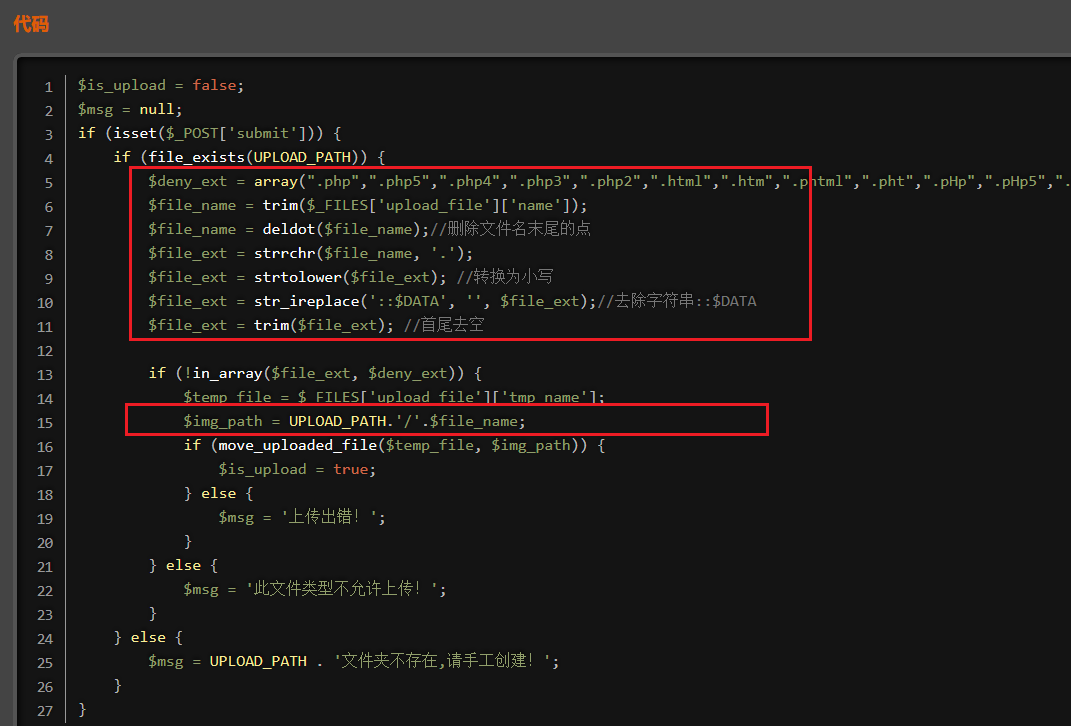 代码
1 $is_upload = false;
2 $msg = null;
3 if (isset($_POST['submit'])) {
4     if (file_exists(UPLOAD_PATH)) {
5         $deny_ext = array(".php",".php5",".php4",".php3",".php2",".html",".htm",".phtml",".pht",".pHp",".pHp5",".
6         $file_name = trim($_FILES['upload_file']['name']);
7         $file_name = deldot($file_name);//删除文件名末尾的点
8         $file_ext = strrchr($file_name, '.');
9         $file_ext = strtolower($file_ext); //转换为小写
10         $file_ext = str_ireplace('::$DATA', '', $file_ext);//去除字符串::$DATA
11         $file_ext = trim($file_ext); //首尾去空
12
13         if (!in_array($file_ext, $deny_ext)) {
14             $temp_file = $_FILES['upload_file']['tmp_name'];
15             $img_path = UPLOAD_PATH.'/'.$file_name;
16             if (move_uploaded_file($temp_file, $img_path)) {
17                 $is_upload = true;
18             } else {
19                 $msg = '上传出错！';
20             }
21         } else {
22             $msg = '此文件类型不允许上传！';
23         }
24     } else {
25         $msg = UPLOAD_PATH . '文件夹不存在,请手工创建！';
26     }
27 }